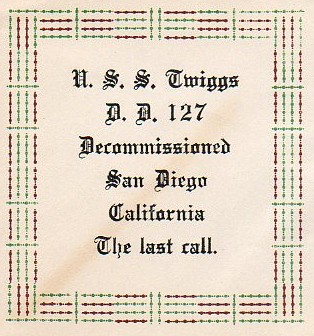 U. S. S. Twiggs
D. D. 127
Decommissioned
San Diego
California
The last call.